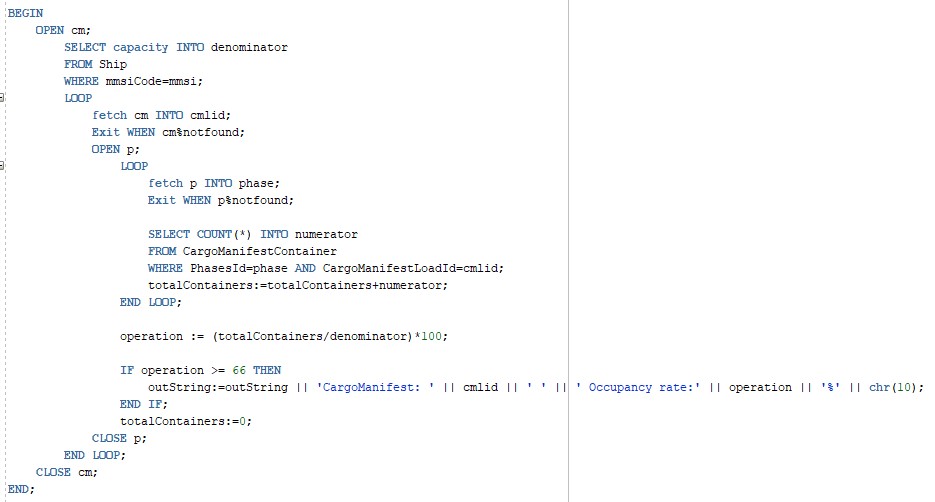 BEGIN
OPEN cm;
SELECT capacity INTO denominator
FROM Ship
WHERE mmsiCode=mmsi;
LOOP
fetch cm INTO cmlid;
Exit WHEN cm%notfound;
OPEN p;
LOOP
fetch p INTO phase;
Exit WHEN p%notfound;
SELECT COUNT(*) INTO numerator
FROM CargoManifestContainer
WHERE PhasesId=phase AND CargoManifestLoadId=cmlid;
totalContainers:=totalContainers+numerator;
END LOOP;
operation := (totalContainers/denominator)*100;
IF operation >= 66 THEN
outString:=outString || 'CargoManifest: ' || cmlid || ' ' || ' Occupancy rate:' || operation || '%' || chr(10);
END IF;
totalContainers:=0;
CLOSE p;
END LOOP;
CLOSE cm;
END;